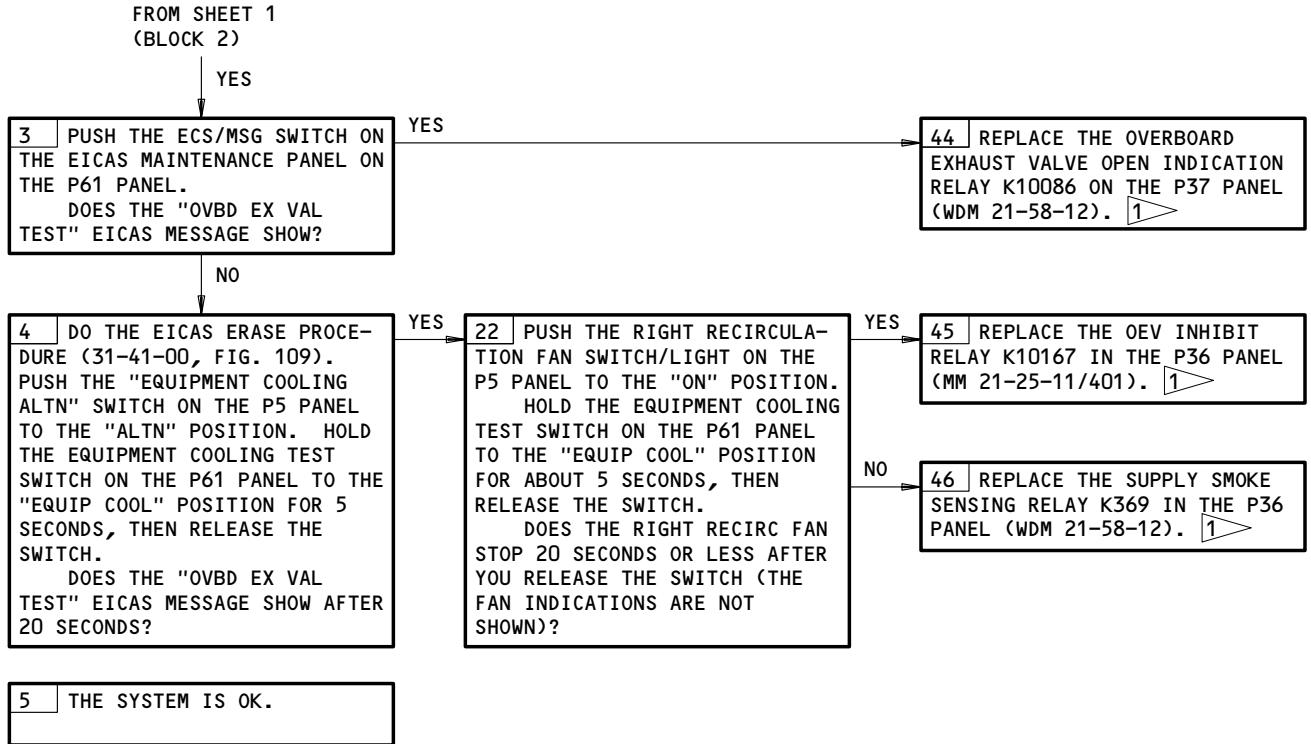 FROM SHEET 1
(BLOCK 2)
YES
3 PUSH THE ECS/MSG SWITCH ON
THE EICAS MAINTENANCE PANEL ON
THE P61 PANEL.
DOES THE "OVBD EX VAL
TEST" EICAS MESSAGE SHOW?
YES
44 REPLACE THE OVERBOARD
EXHAUST VALVE OPEN INDICATION
RELAY K10086 ON THE P37 PANEL
(WDM 21-58-12). 1
NO
4 DO THE EICAS ERASE PROCE-
DURE (31-41-00, FIG. 109).
PUSH THE "EQUIPMENT COOLING
ALTN" SWITCH ON THE P5 PANEL
TO THE "ALTN" POSITION. HOLD
THE EQUIPMENT COOLING TEST
SWITCH ON THE P61 PANEL TO THE
"EQUIP COOL" POSITION FOR 5
SECONDS, THEN RELEASE THE
SWITCH.
DOES THE "OVBD EX VAL
TEST" EICAS MESSAGE SHOW AFTER
20 SECONDS?
YES
22 PUSH THE RIGHT RECIRCULA-
TION FAN SWITCH/LIGHT ON THE
P5 PANEL TO THE "ON" POSITION.
HOLD THE EQUIPMENT COOLING
TEST SWITCH ON THE P61 PANEL
TO THE "EQUIP COOL" POSITION
FOR ABOUT 5 SECONDS, THEN
RELEASE THE SWITCH.
DOES THE RIGHT RECIRC FAN
STOP 20 SECONDS OR LESS AFTER
YOU RELEASE THE SWITCH (THE
FAN INDICATIONS ARE NOT
SHOWN)?
YES
45 REPLACE THE OEV INHIBIT
RELAY K10167 IN THE P36 PANEL
(MM 21-25-11/401). 1
NO
46 REPLACE THE SUPPLY SMOKE
SENSING RELAY K369 IN THE P36
PANEL (WDM 21-58-12). 1
5 THE SYSTEM IS OK.